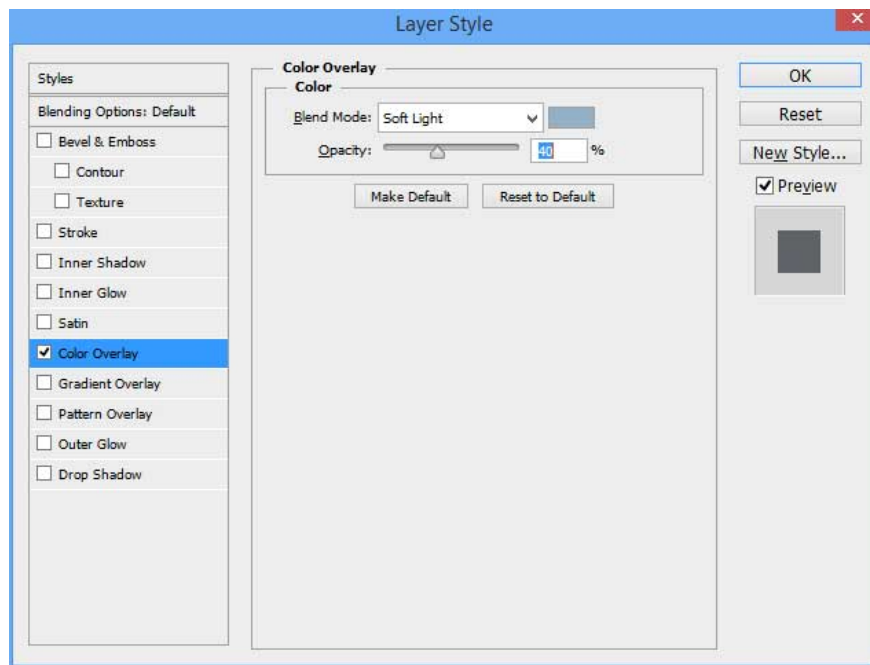 Layer Style
Styles
Blending Options: Default
Bevel & Emboss
Contour
Texture
Stroke
Inner Shadow
Inner Glow
Satin
Color Overlay
Gradient Overlay
Pattern Overlay
Outer Glow
Drop Shadow
Color Overlay
Color
Blend Mode: Soft Light
Opacity: 40 %
Make Default Reset to Default
OK
Reset
New Style...
Preview